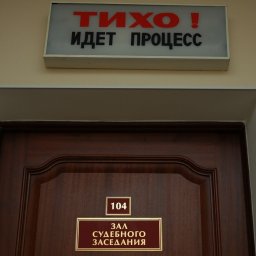 ТИХО!
ИДЕТ ПРОЦЕСС
104
ЗАЛ
СУДЕБНОГО
ЗАСЕДАНИЯ